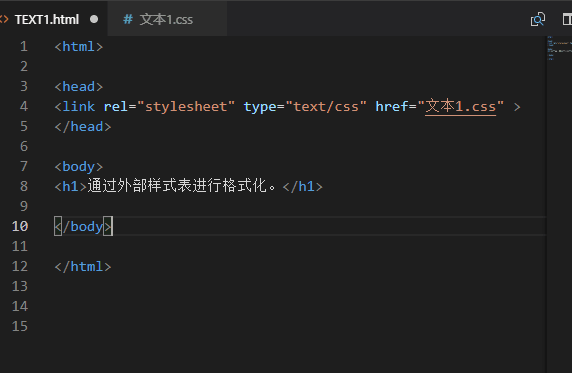 TEXT1.html ● # 文本1.css
1 <html>
2
3 <head>
4 <link rel="stylesheet" type="text/css" href="文本1.css" >
5 </head>
6
7 <body>
8 <h1>通过外部样式表进行格式化。</h1>
9
10 </body>
11
12 </html>
13
14
15